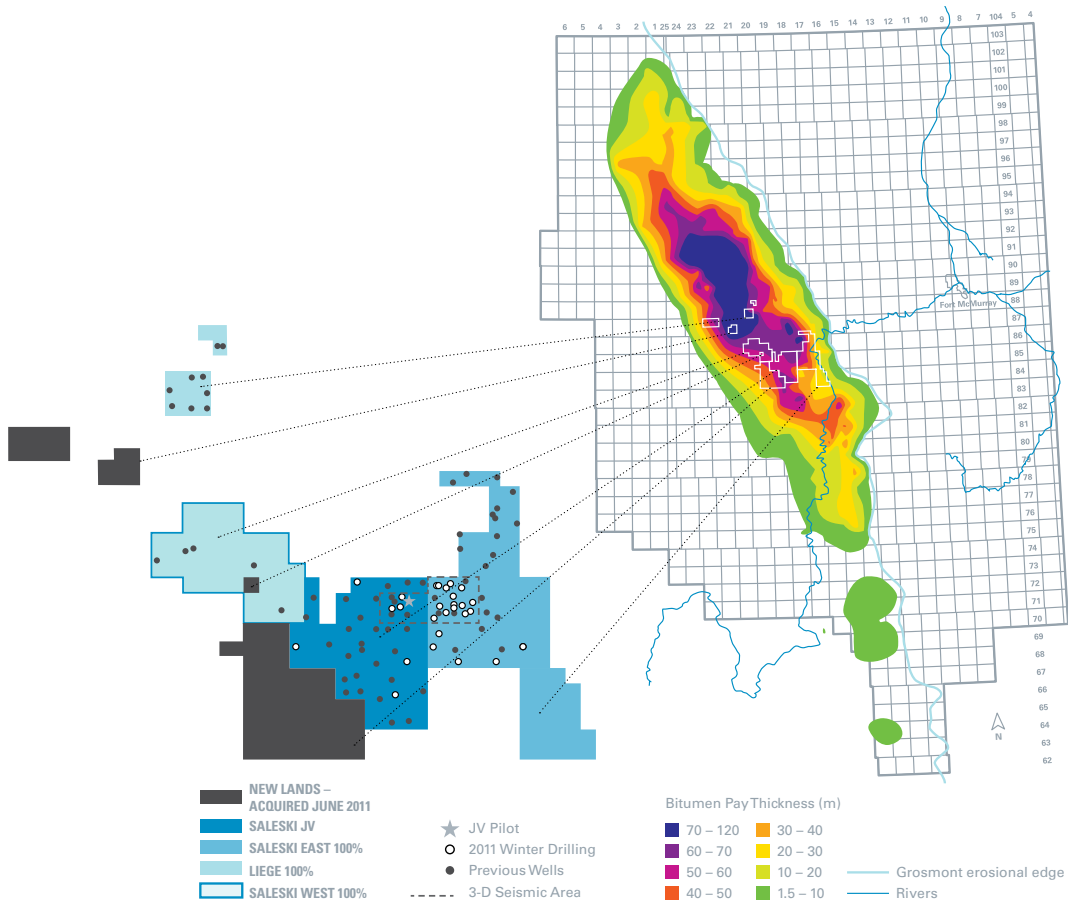 6 5 4 3 2 1 25 24 23 22 21 20 19 18 17 16 15 14 13 12 11 10 9 8 7 104 5 4
103
102
101
100
99
98
97
96
95
94
93
92
91
90
89
88
87
86
85
84
83
82
81
80
79
78
77
76
75
74
73
72
71
70
69
68
67
66
65
64
63
62
Fort McMurray
N
NEW LANDS –
ACQUIRED JUNE 2011
SALESKI JV
SALESKI EAST 100%
LIEGE 100%
SALESKI WEST 100%
JV Pilot
2011 Winter Drilling
Previous Wells
3-D Seismic Area
Bitumen Pay Thickness (m)
70 – 120
60 – 70
50 – 60
40 – 50
30 – 40
20 – 30
10 – 20
1.5 – 10
Grosmont erosional edge
Rivers